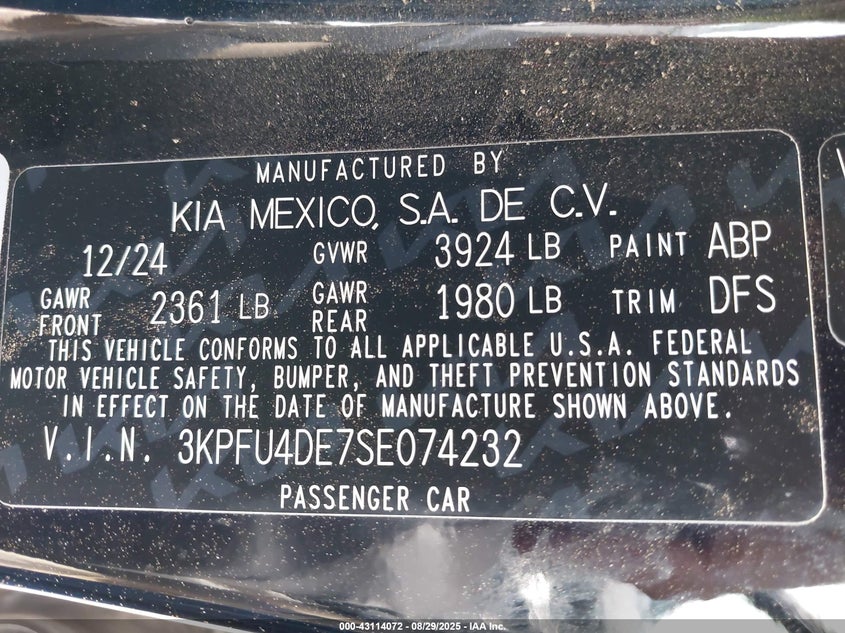 MANUFACTURED BY
KIA MEXICO, S.A. DE C.V.
12/24 GVWR 3924 LB PAINT ABP
GAWR FRONT 2361 LB GAWR REAR 1980 LB TRIM DFS
THIS VEHICLE CONFORMS TO ALL APPLICABLE U.S.A. FEDERAL
MOTOR VEHICLE SAFETY, BUMPER, AND THEFT PREVENTION STANDARDS
IN EFFECT ON THE DATE OF MANUFACTURE SHOWN ABOVE.
V.I.N. 3KPFU4DE7SE074232
PASSENGER CAR
000-43114072 - 08/29/2025 - IAA Inc.